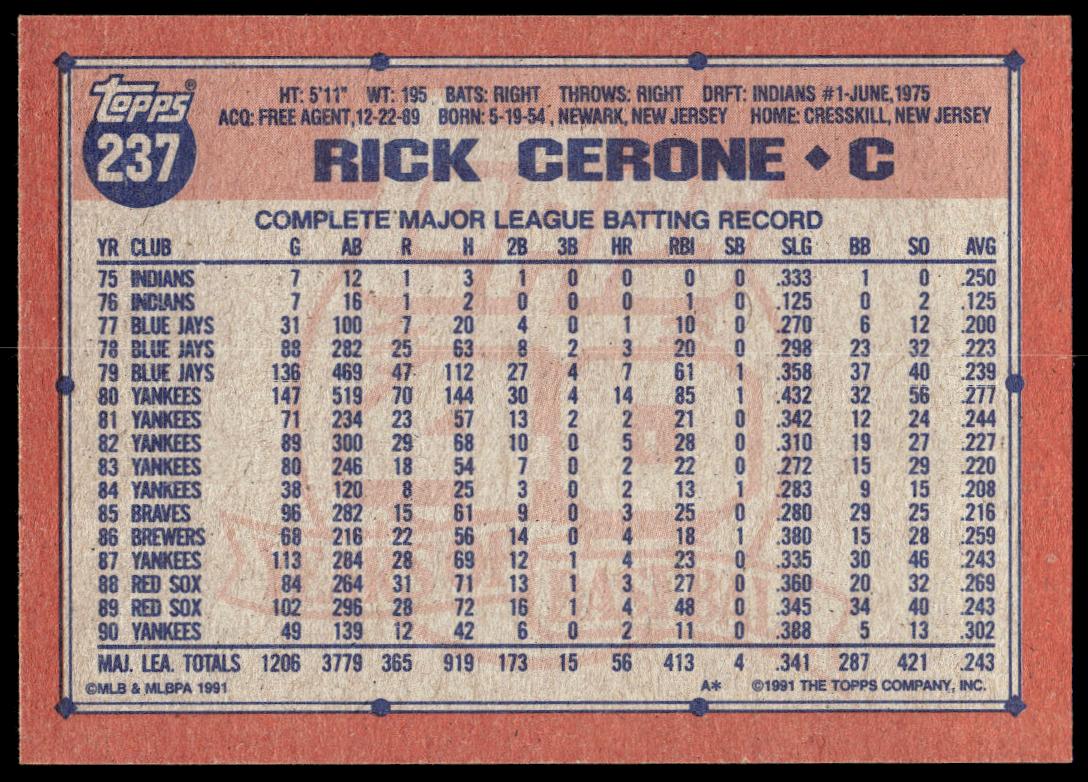 Topps®
237
HT: 5'11" WT: 195 BATS: RIGHT THROWS: RIGHT DRFT: INDIANS #1-JUNE, 1975
ACQ: FREE AGENT, 12-22-89 BORN: 5-19-54, NEWARK, NEW JERSEY HOME: CRESSKILL, NEW JERSEY
RICK CERONE ◆ C
COMPLETE MAJOR LEAGUE BATTING RECORD
YR CLUB G AB R H 2B 3B HR RBI SB SLG BB SO AVG
75 INDIANS 7 12 1 3 1 0 0 0 0 .333 1 0 .250
76 INDIANS 7 16 1 2 0 0 0 1 0 .125 0 2 .125
77 BLUE JAYS 31 100 7 20 4 0 1 10 0 .270 6 12 .200
78 BLUE JAYS 88 282 25 63 8 2 3 20 0 .298 23 32 .223
79 BLUE JAYS 136 469 47 112 27 4 7 61 1 .358 37 40 .239
80 YANKEES 147 519 70 144 30 4 14 85 1 .432 32 56 .277
81 YANKEES 71 234 23 57 13 2 2 21 0 .342 12 24 .244
82 YANKEES 89 300 29 68 10 0 5 28 0 .310 19 27 .227
83 YANKEES 80 246 18 54 7 0 2 22 0 .272 15 29 .220
84 YANKEES 38 120 8 25 3 0 2 13 1 .283 9 15 .208
85 BRAVES 96 282 15 61 9 0 3 25 0 .280 29 25 .216
86 BREWERS 68 216 22 56 14 0 4 18 1 .380 15 28 .259
87 YANKEES 113 284 28 69 12 1 4 23 0 .335 30 46 .243
88 RED SOX 84 264 31 71 13 1 3 27 0 .360 20 32 .269
89 RED SOX 102 296 28 72 16 1 4 48 0 .345 34 40 .243
90 YANKEES 49 139 12 42 6 0 2 11 0 .388 5 13 .302
MAJ. LEA. TOTALS 1206 3779 365 919 173 15 56 413 4 .341 287 421 .243
©MLB & MLBPA 1991 A* ©1991 THE TOPPS COMPANY, INC.